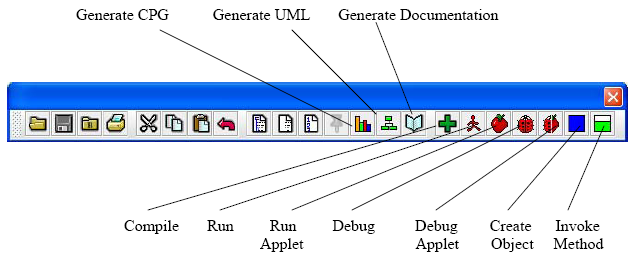 Generate CPG Generate UML Generate Documentation
Compile Run Run Debug Debug Create Invoke
Applet Applet Object Method